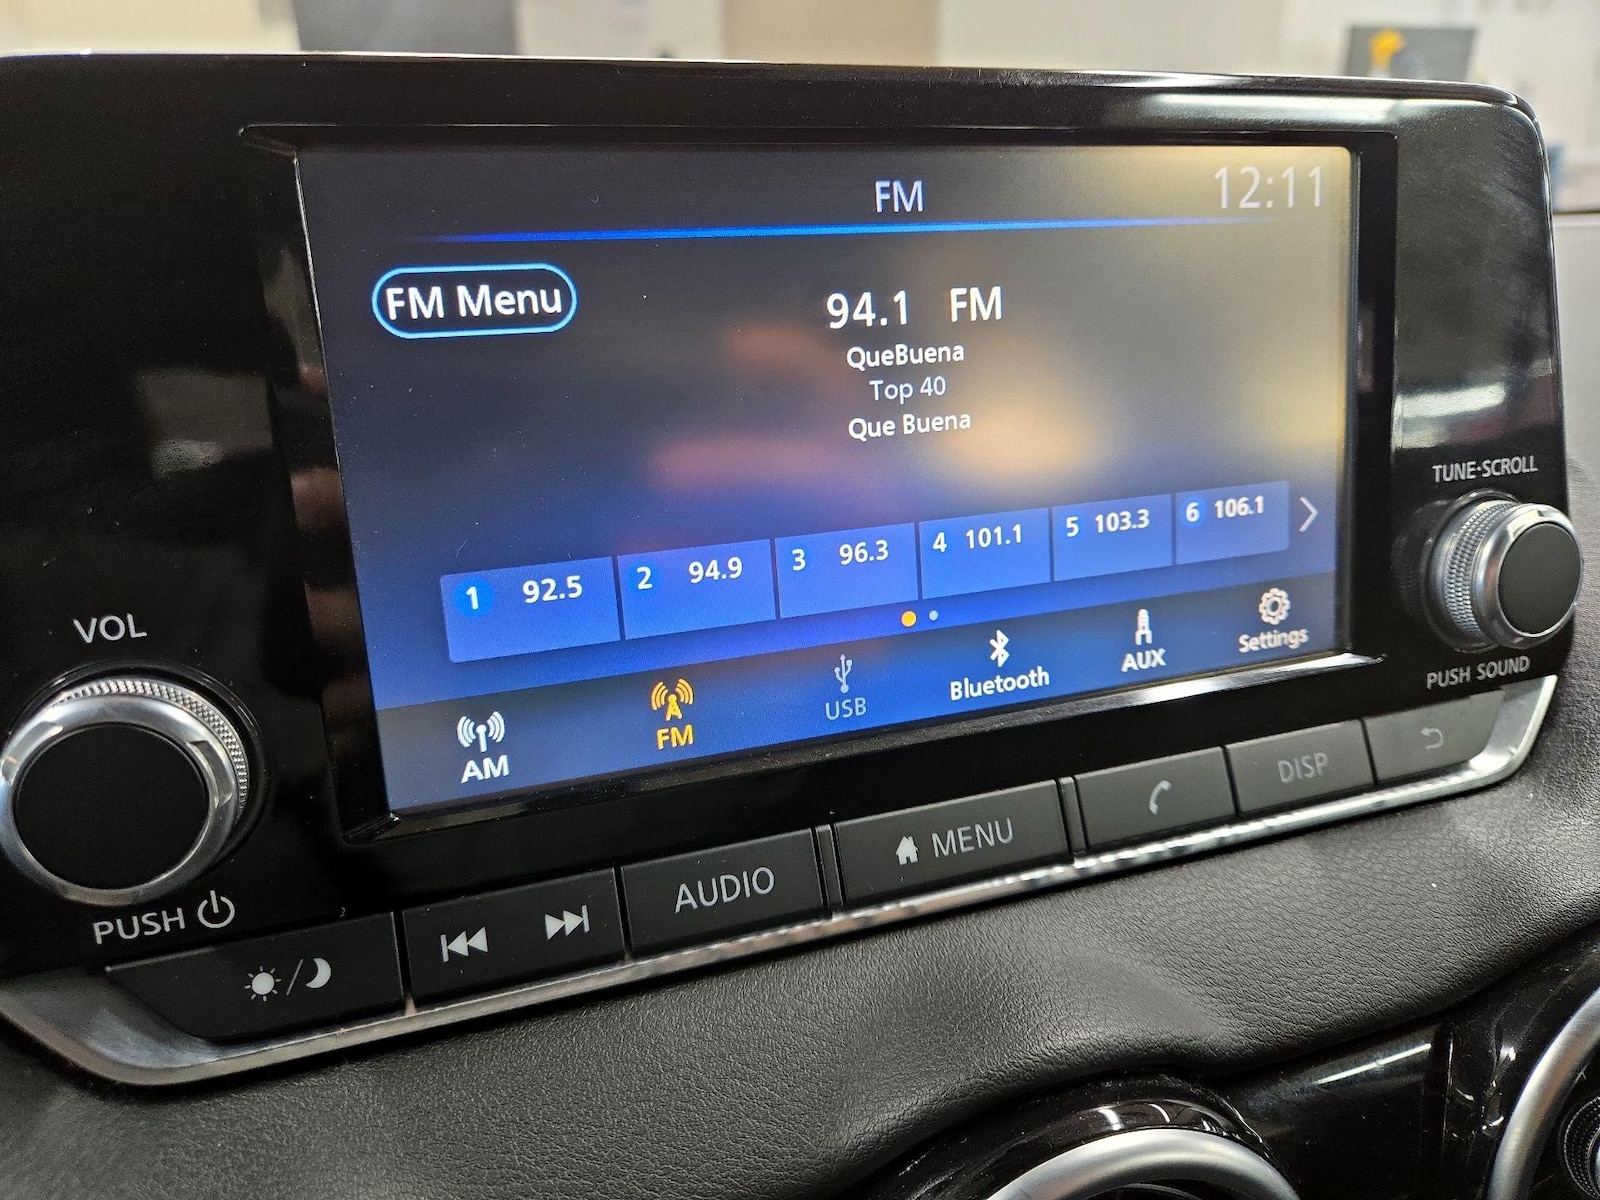 FM 12:11
FM Menu
94.1 FM
QueBuena
Top 40
Que Buena
1 92.5 2 94.9 3 96.3 4 101.1 5 103.3 6 106.1
AM FM USB Bluetooth AUX Settings
VOL
PUSH
TUNE·SCROLL
PUSH SOUND
AUDIO MENU DISP